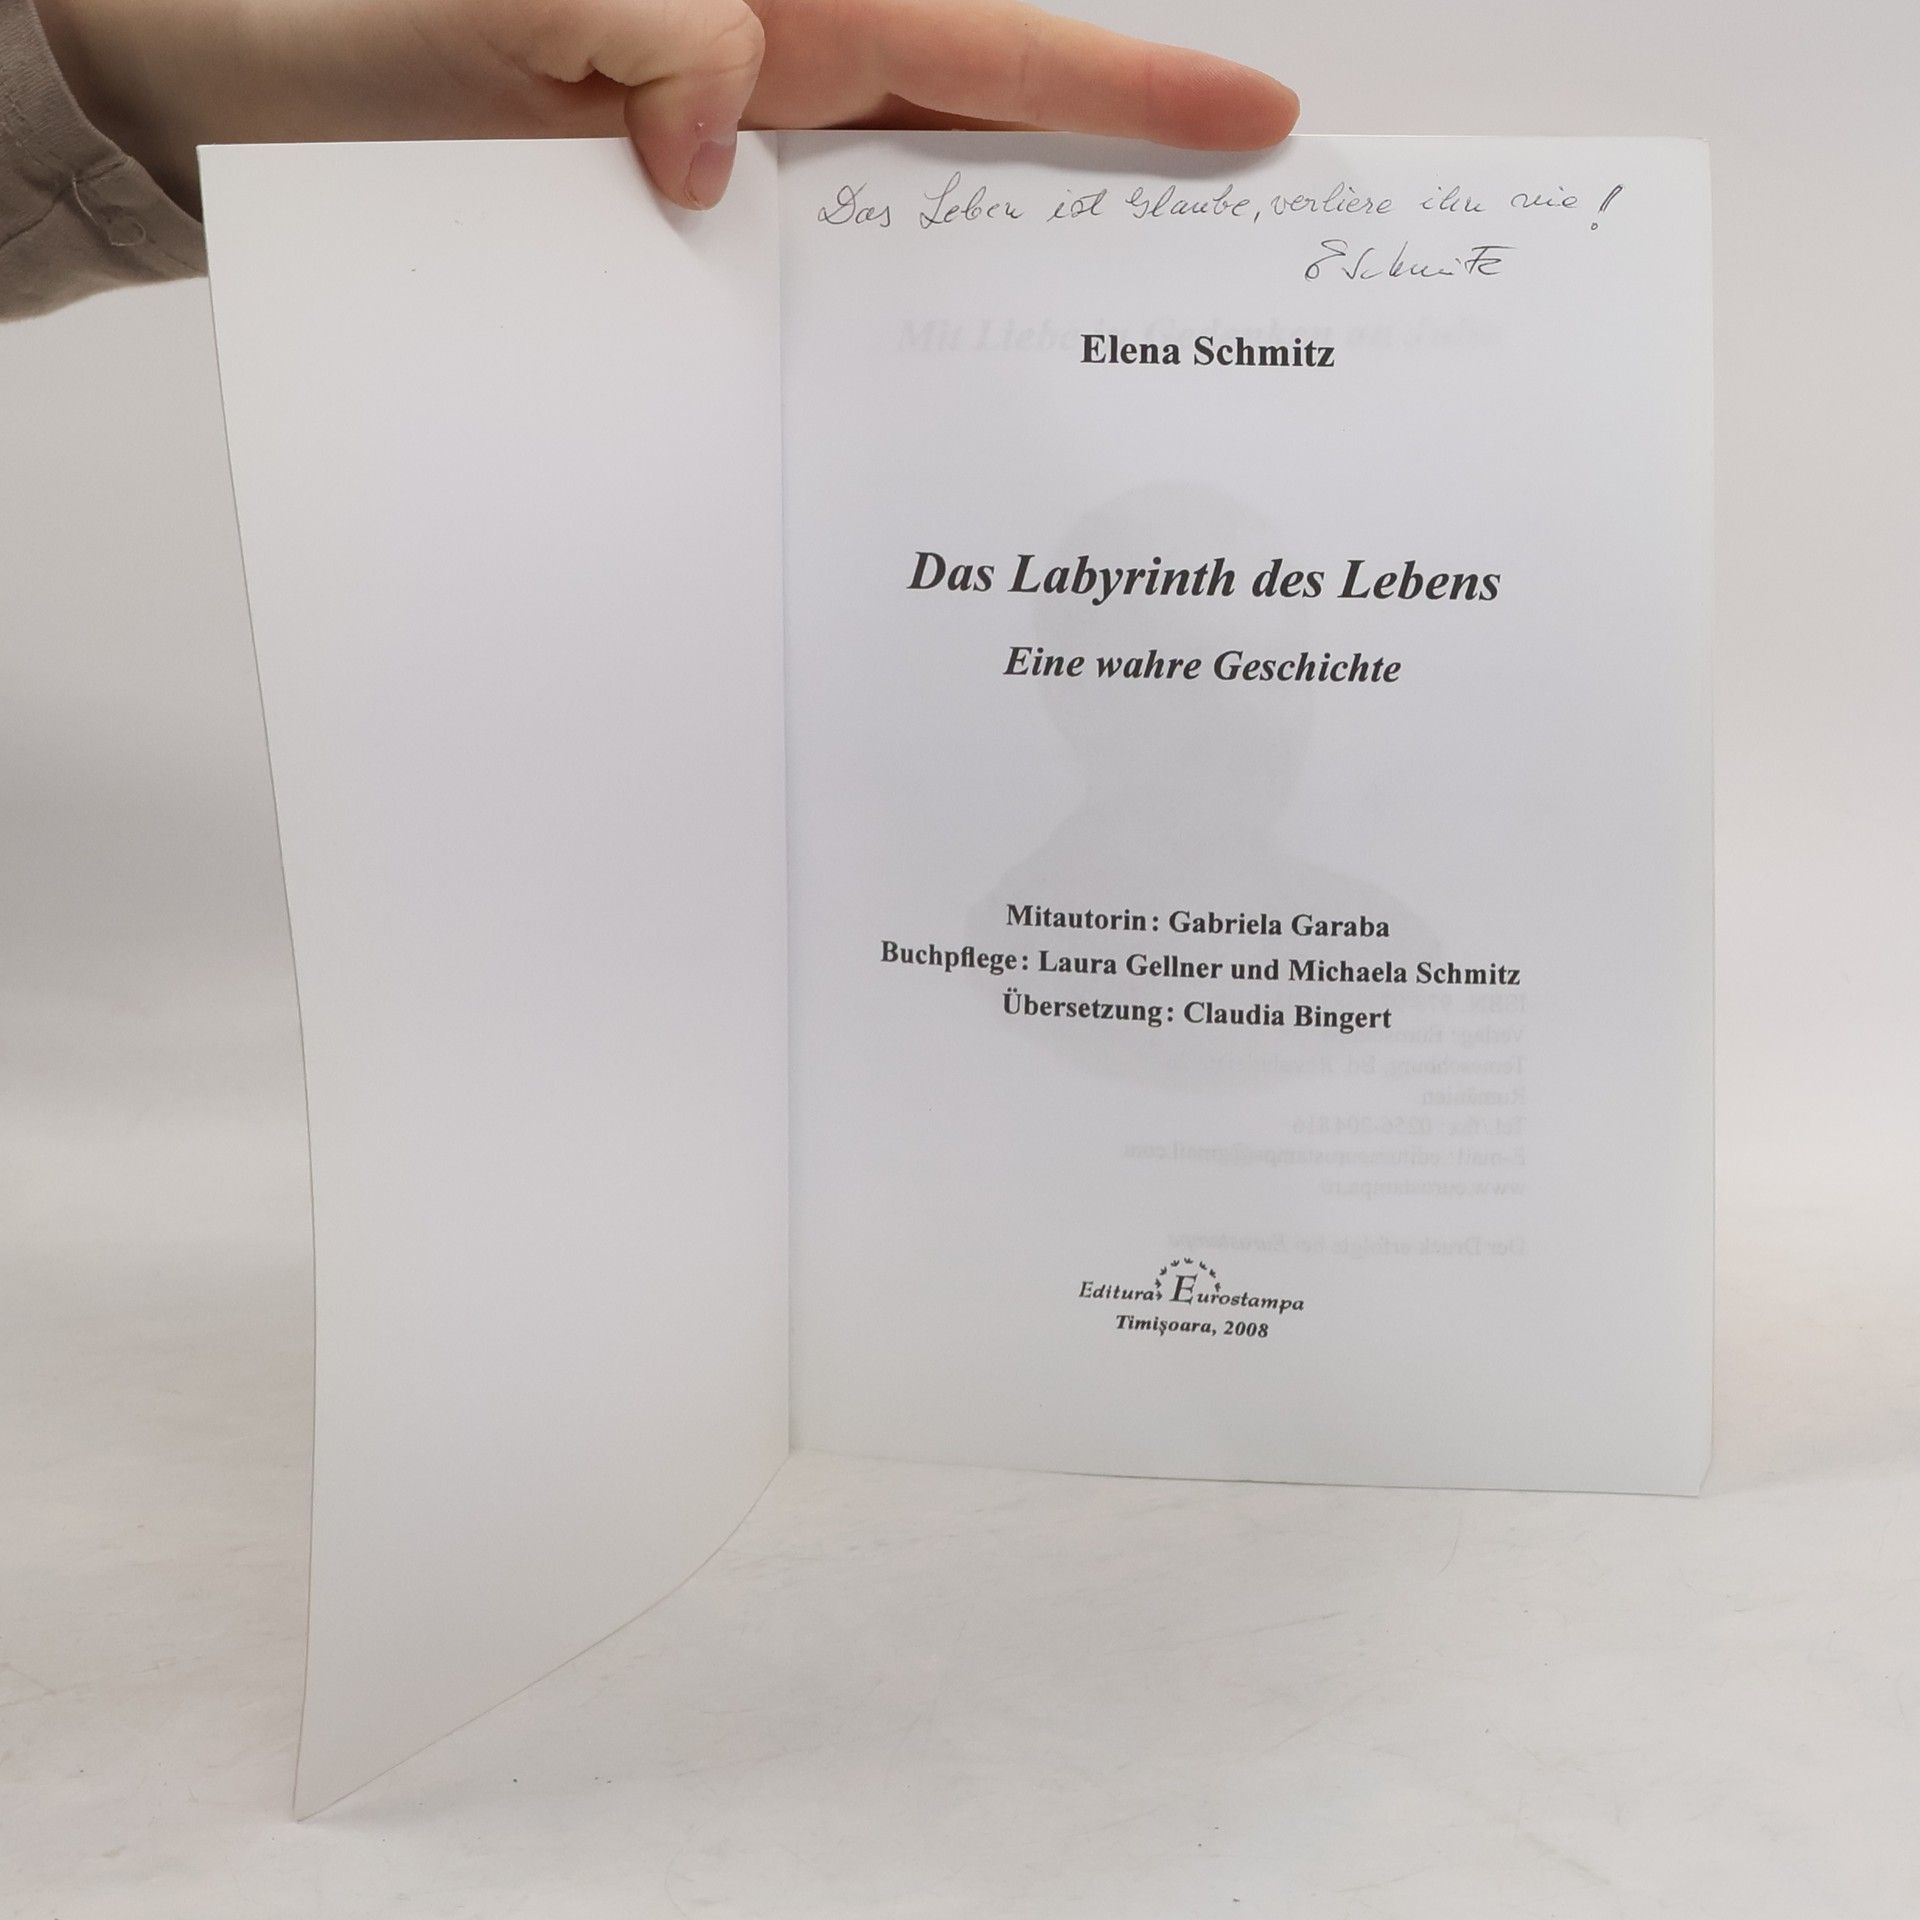 Das Leben ist Glaube, verliere ihn nie!
ESchmitz
Elena Schmitz
Das Labyrinth des Lebens
Eine wahre Geschichte
Mitautorin: Gabriela Garaba
Buchpflege: Laura Gellner und Michaela Schmitz
Übersetzung: Claudia Bingert
Editura Eurostampa
Timişoara, 2008